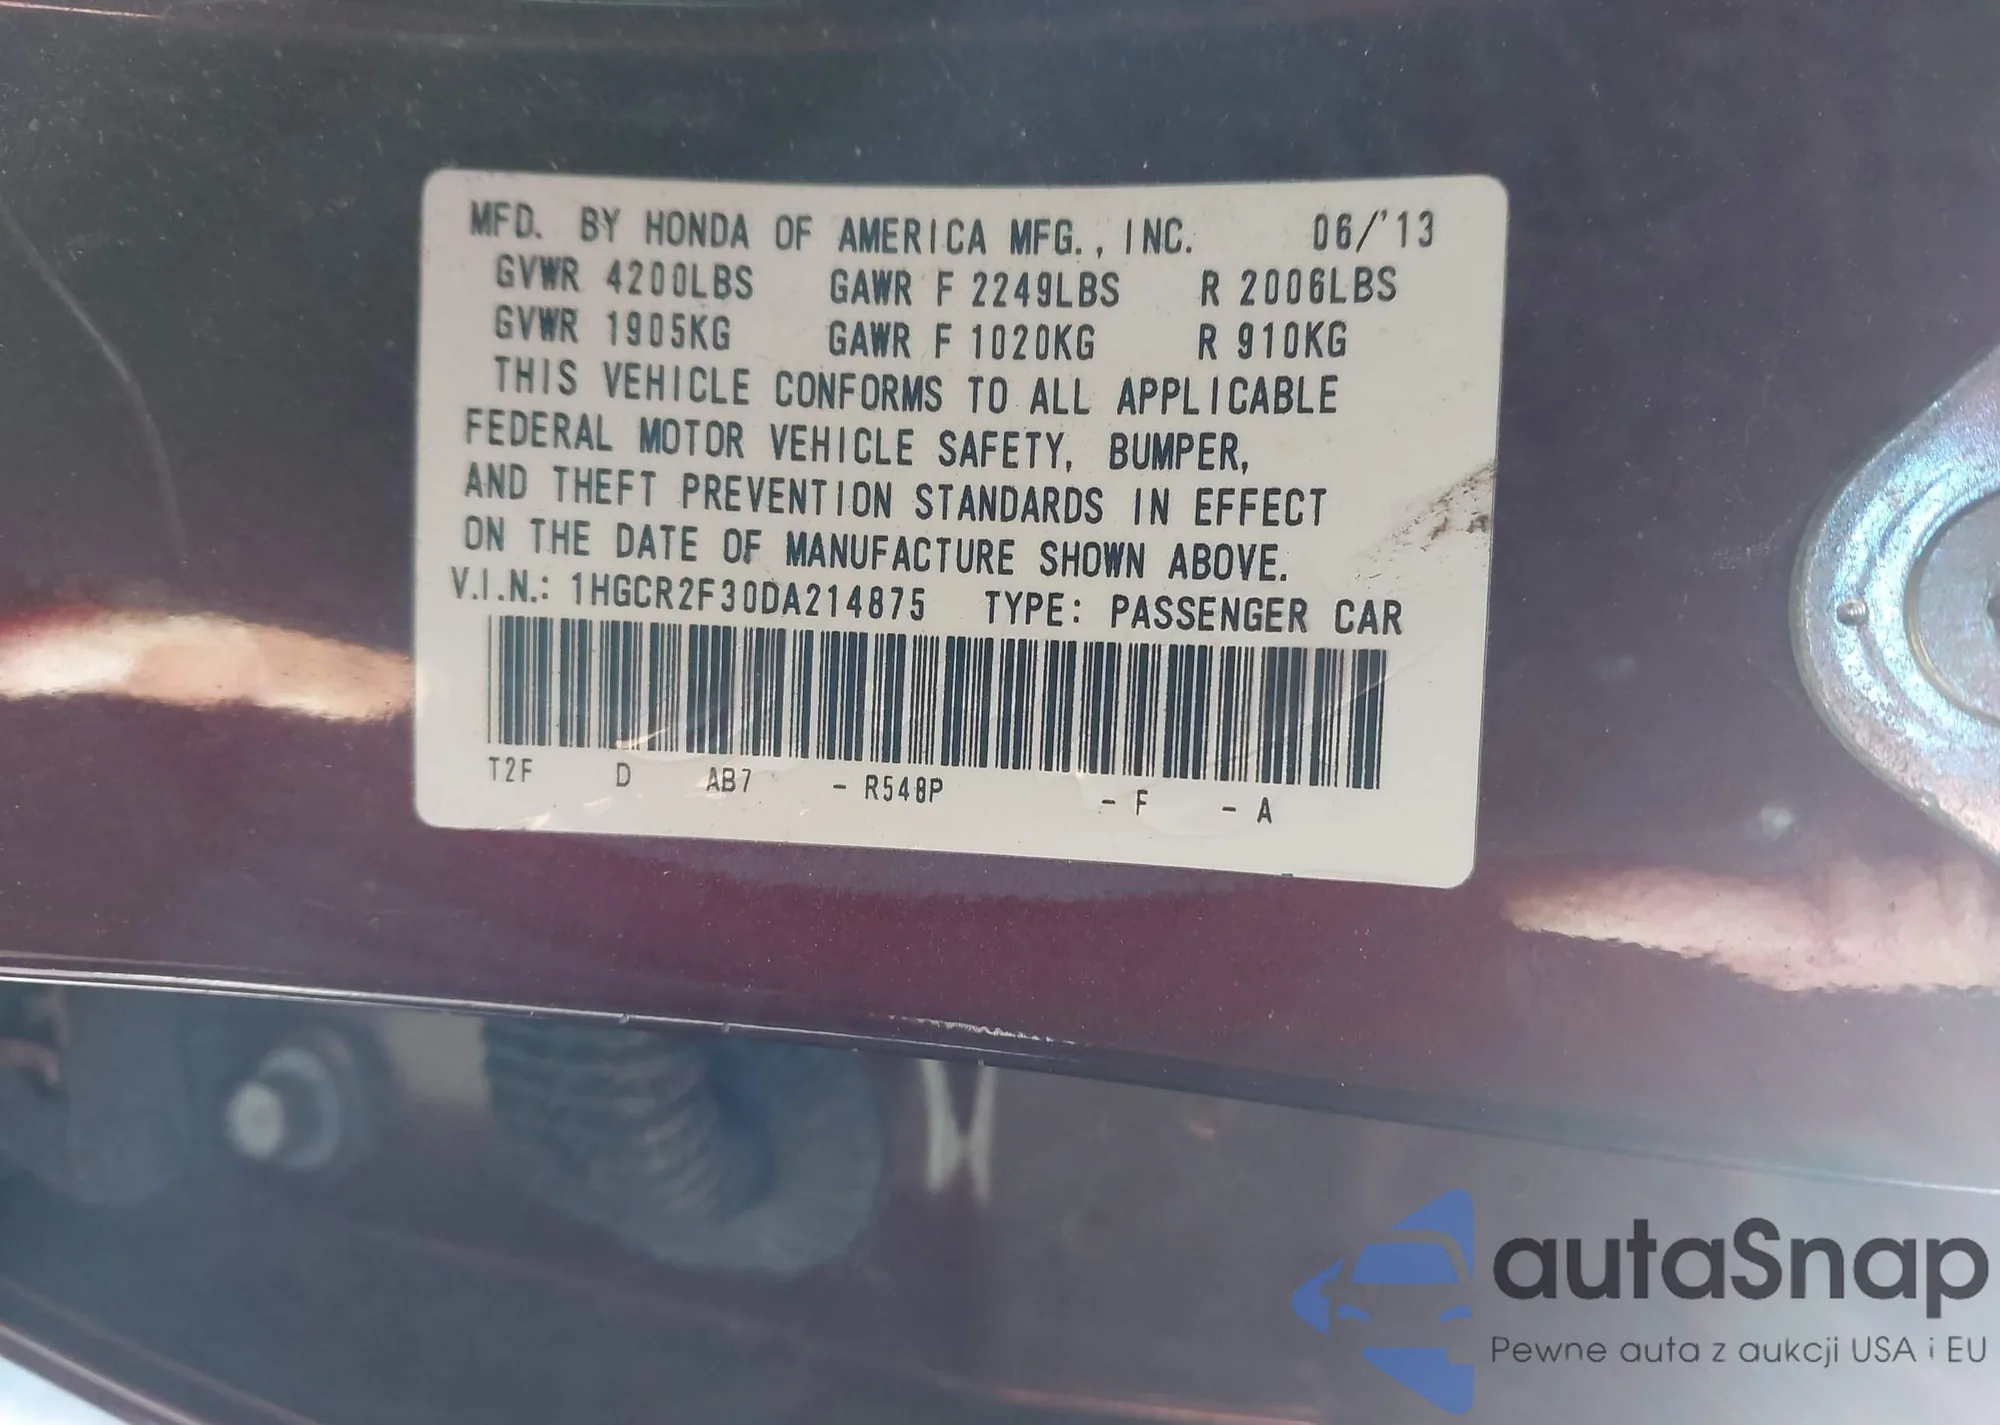 MFD. BY HONDA OF AMERICA MFG., INC. 06/'13
GVWR 4200LBS GAWR F 2249LBS R 2006LBS
GVWR 1905KG GAWR F 1020KG R 910KG
THIS VEHICLE CONFORMS TO ALL APPLICABLE
FEDERAL MOTOR VEHICLE SAFETY, BUMPER,
AND THEFT PREVENTION STANDARDS IN EFFECT
ON THE DATE OF MANUFACTURE SHOWN ABOVE.
V.I.N.: 1HGCR2F30DA214875 TYPE: PASSENGER CAR
T2F D AB7 - R548P - F - A
autaSnap
Pewne auta z aukcji USA i EU